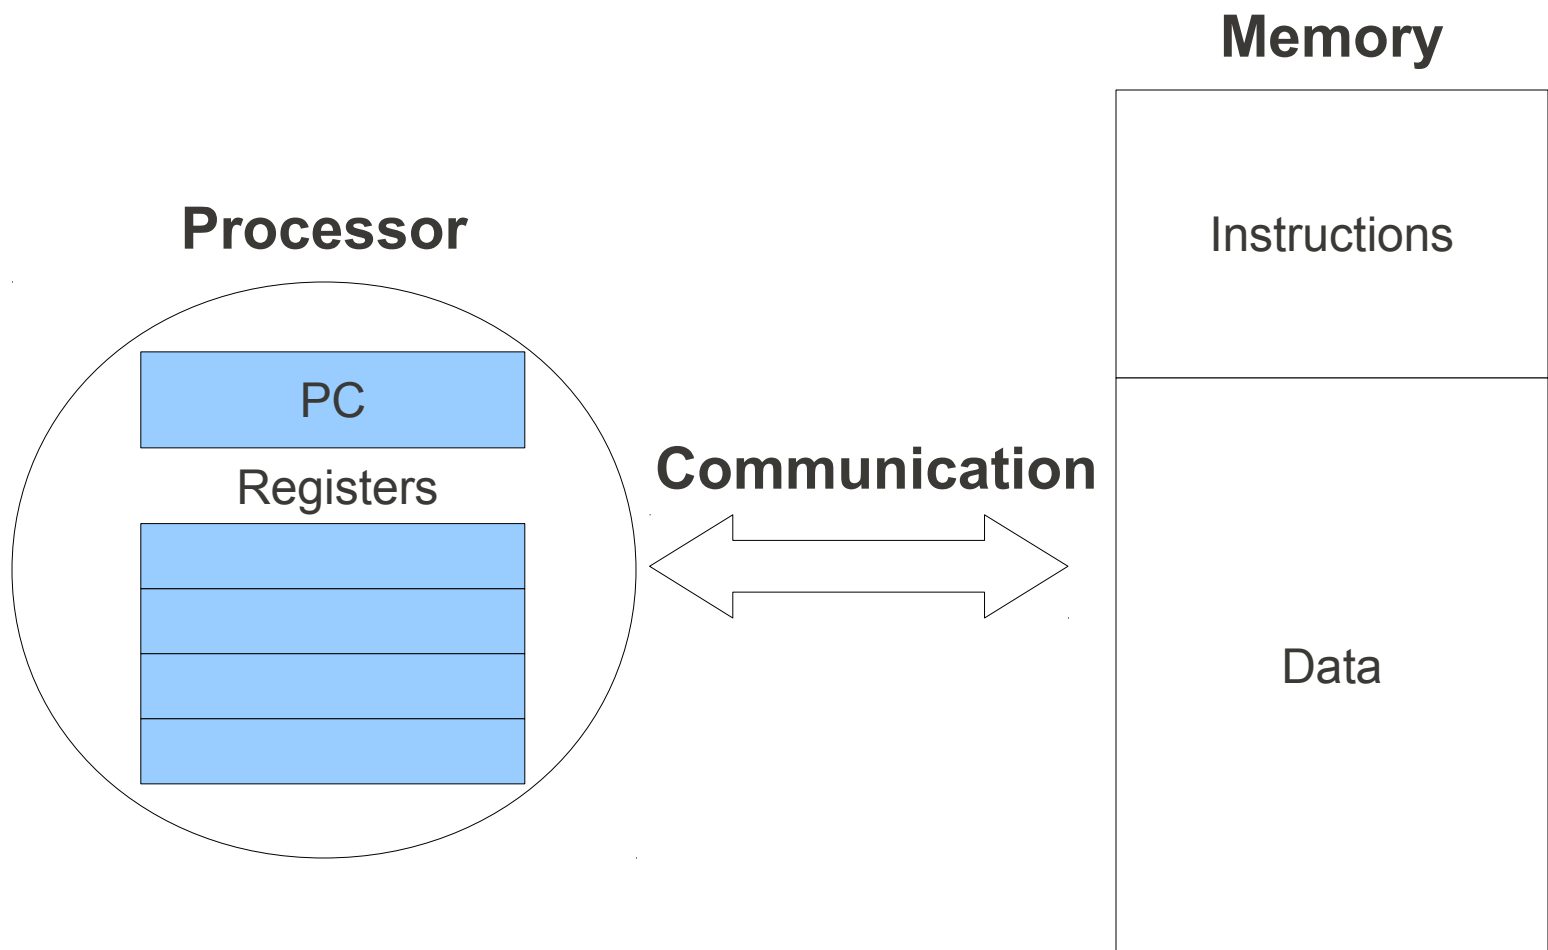 Memory
Instructions
Processor
PC
Registers
Communication
Data